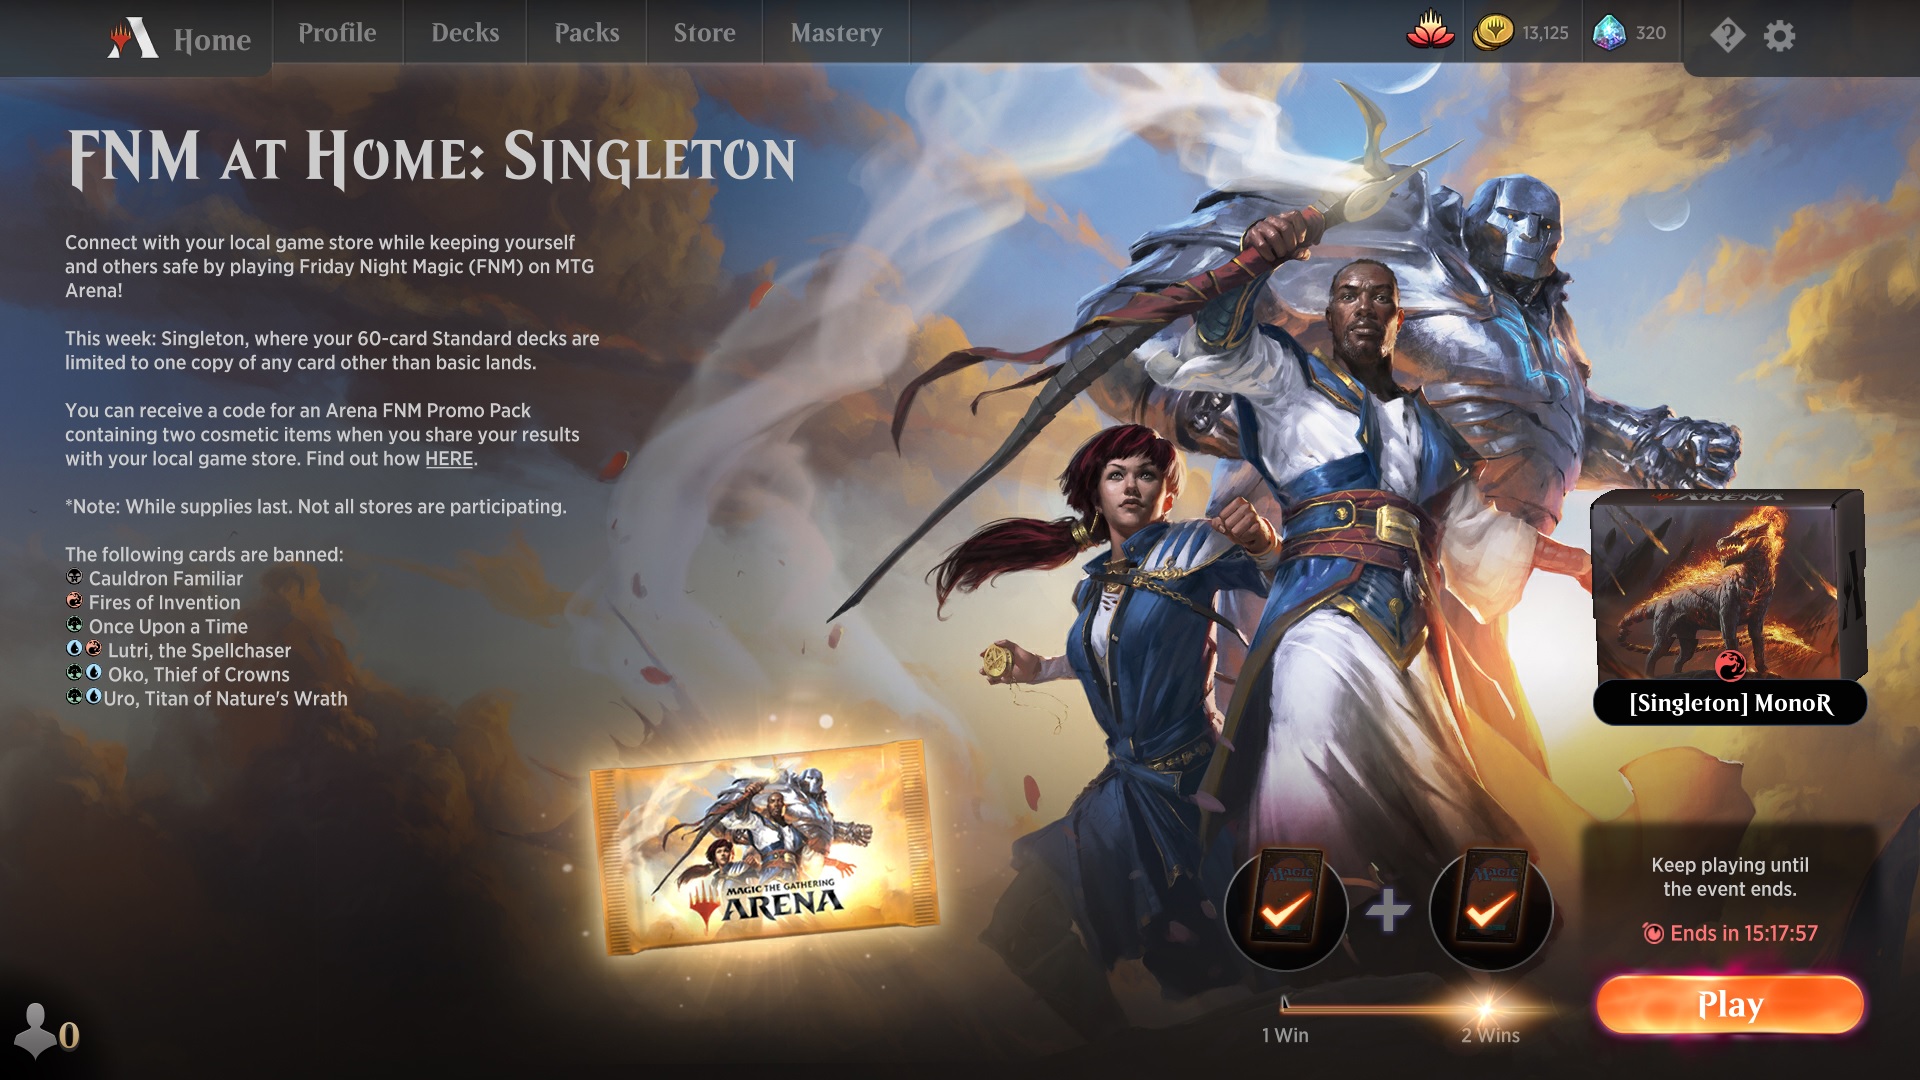 Home
Profile
Decks
Packs
Store
Mastery
13,125
320
FNM at Home: Singleton
Connect with your local game store while keeping yourself
and others safe by playing Friday Night Magic (FNM) on MTG
Arena!
This week: Singleton, where your 60-card Standard decks are
limited to one copy of any card other than basic lands.
You can receive a code for an Arena FNM Promo Pack
containing two cosmetic items when you share your results
with your local game store. Find out how HERE.
*Note: While supplies last. Not all stores are participating.
The following cards are banned:
Cauldron Familiar
Fires of Invention
Once Upon a Time
Lutri, the Spellchaser
Oko, Thief of Crowns
Uro, Titan of Nature's Wrath
ARENA
[Singleton] MonoR
MAGIC THE GATHERING
ARENA
MAGIC
MAGIC
Keep playing until
the event ends.
Ends in 15:17:57
Play
1 Win
2 Wins
0